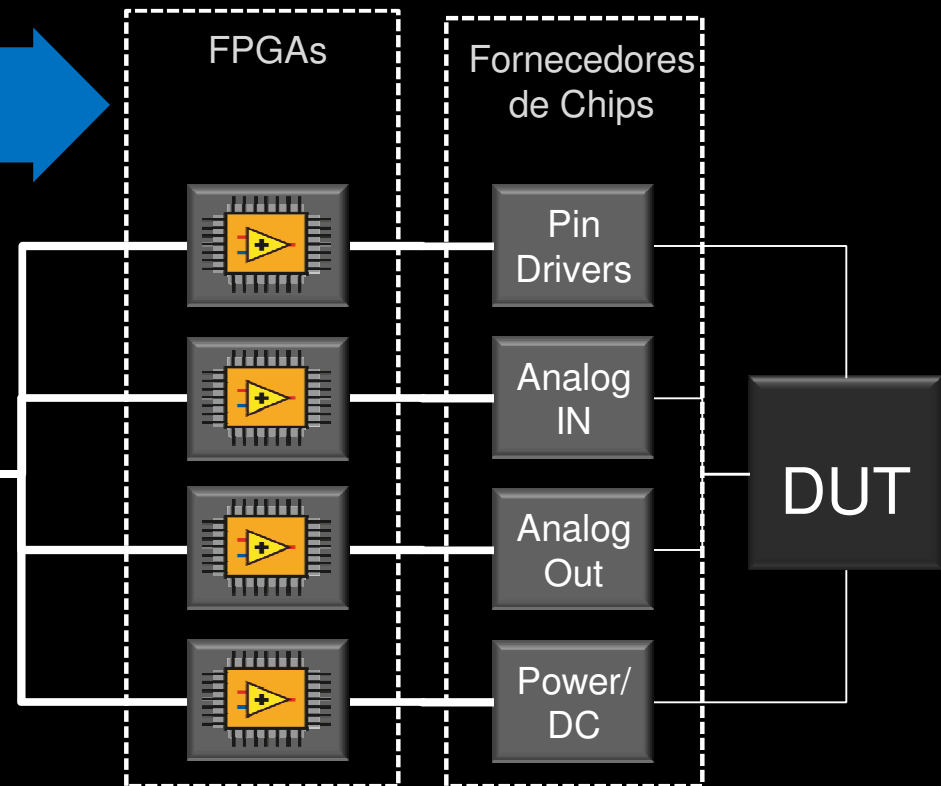 FPGAs
Fornecedores
de Chips
Pin
Drivers
Analog
IN
Analog
Out
Power/
DC
DUT